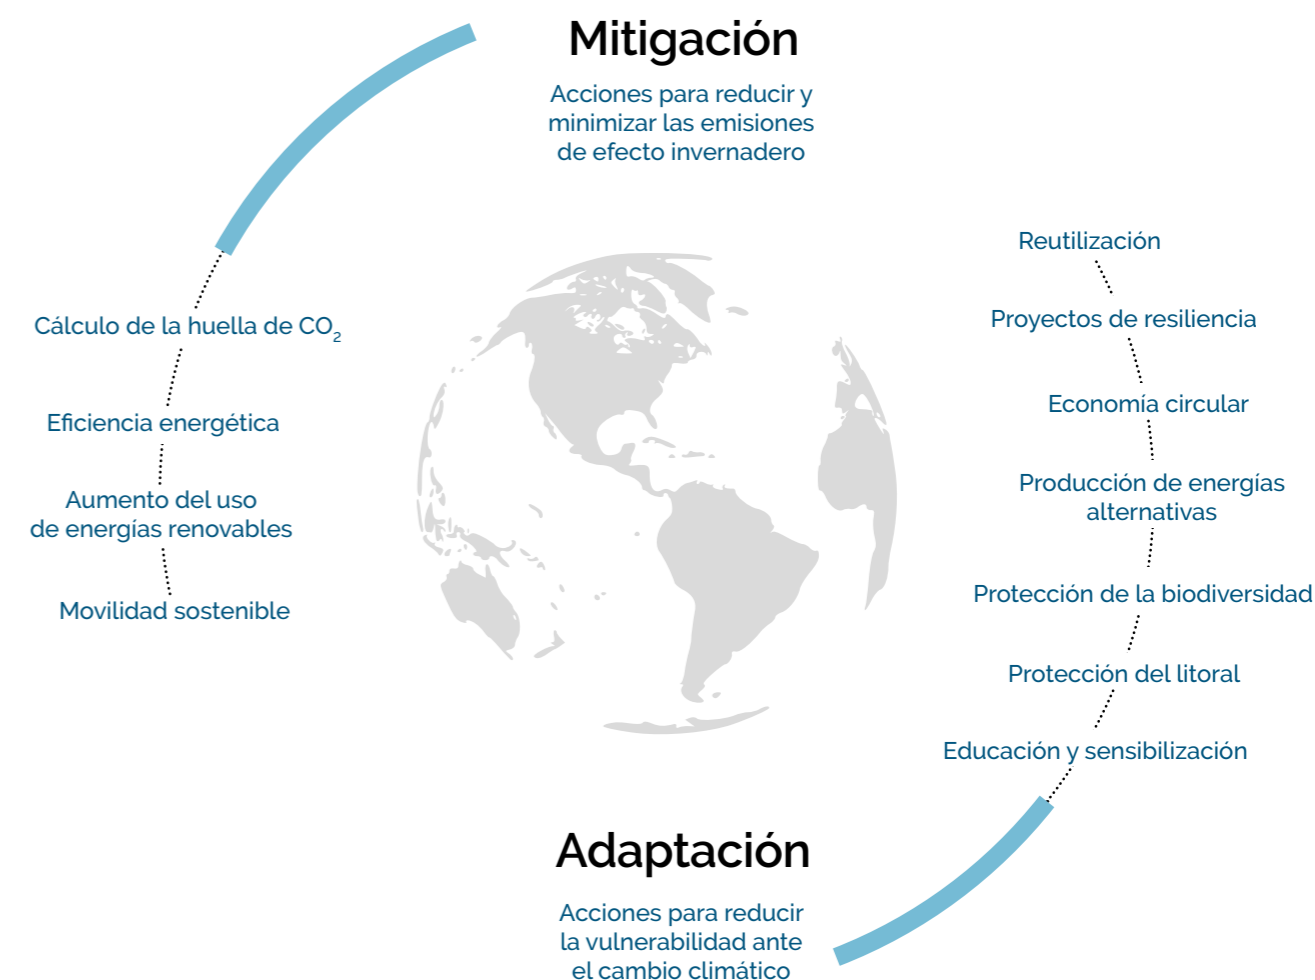 Mitigación
Acciones para reducir y
minimizar las emisiones
de efecto invernadero
Cálculo de la huella de CO₂
Eficiencia energética
Aumento del uso
de energías renovables
Movilidad sostenible
Reutilización
Proyectos de resiliencia
Economía circular
Producción de energías
alternativas
Protección de la biodiversidad
Protección del litoral
Educación y sensibilización
Adaptación
Acciones para reducir
la vulnerabilidad ante
el cambio climático